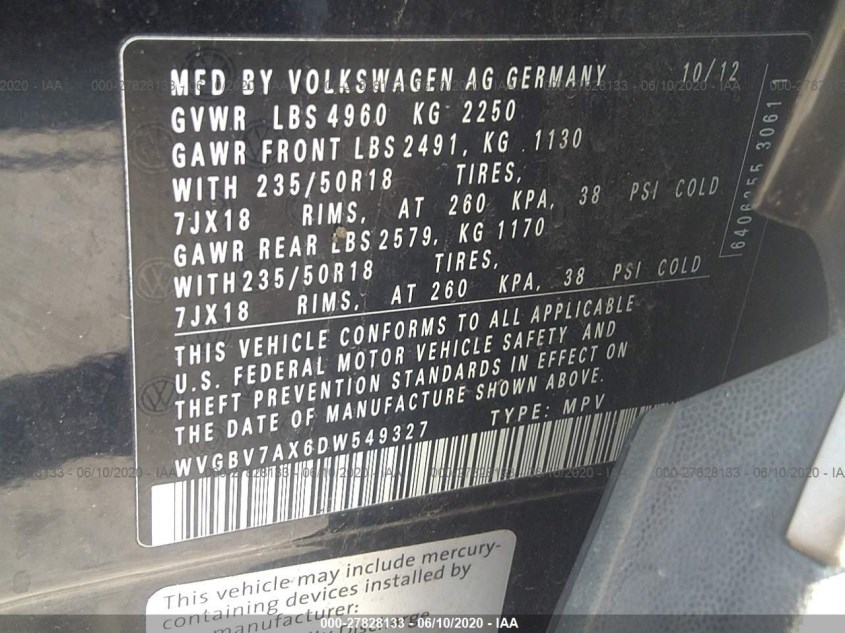 MFD BY VOLKSWAGEN AG GERMANY 10/12
GVWR LBS 4960 KG 2250
GAWR FRONT LBS 2491, KG 1130
WITH 235/50R18 TIRES,
7JX18 RIMS, AT 260 KPA, 38 PSI COLD
GAWR REAR LBS 2579, KG 1170
WITH 235/50R18 TIRES,
7JX18 RIMS, AT 260 KPA, 38 PSI COLD
THIS VEHICLE CONFORMS TO ALL APPLICABLE
U.S. FEDERAL MOTOR VEHICLE SAFETY AND
THEFT PREVENTION STANDARDS IN EFFECT ON
THE DATE OF MANUFACTURE SHOWN ABOVE.
WVGBV7AX6DW549327 TYPE: MPV
This vehicle may include mercury-
containing devices installed by
manufacturer:
000-27828133 - 06/10/2020 - IAA